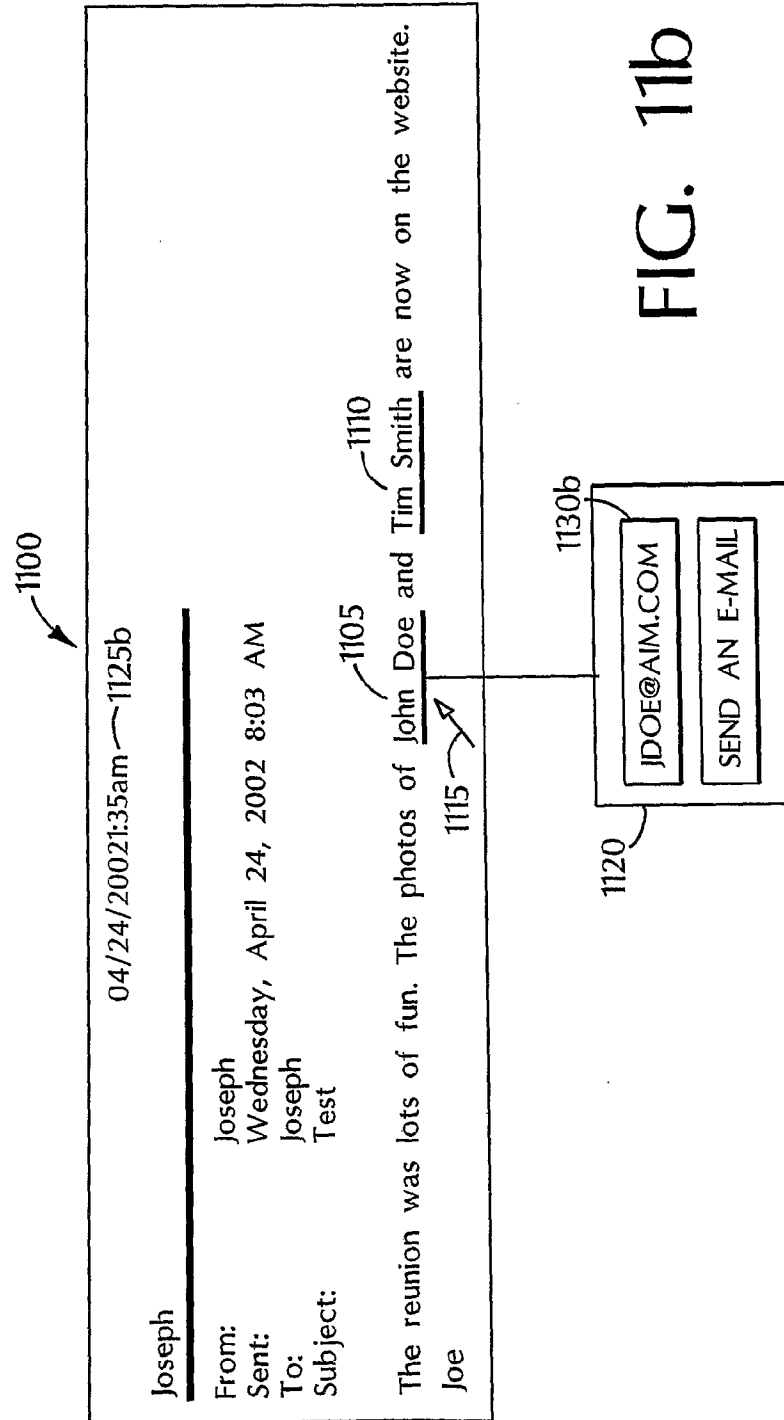 1100
04/24/20021:35am 1125b
Joseph
From: Joseph
Sent: Wednesday, April 24, 2002 8:03 AM
To: Joseph
Subject: Test
1105
1110
The reunion was lots of fun. The photos of John Doe and Tim Smith are now on the website.
Joe
1115
1120
1130b
JDOE@AIM.COM
SEND AN E-MAIL
FIG. 11b